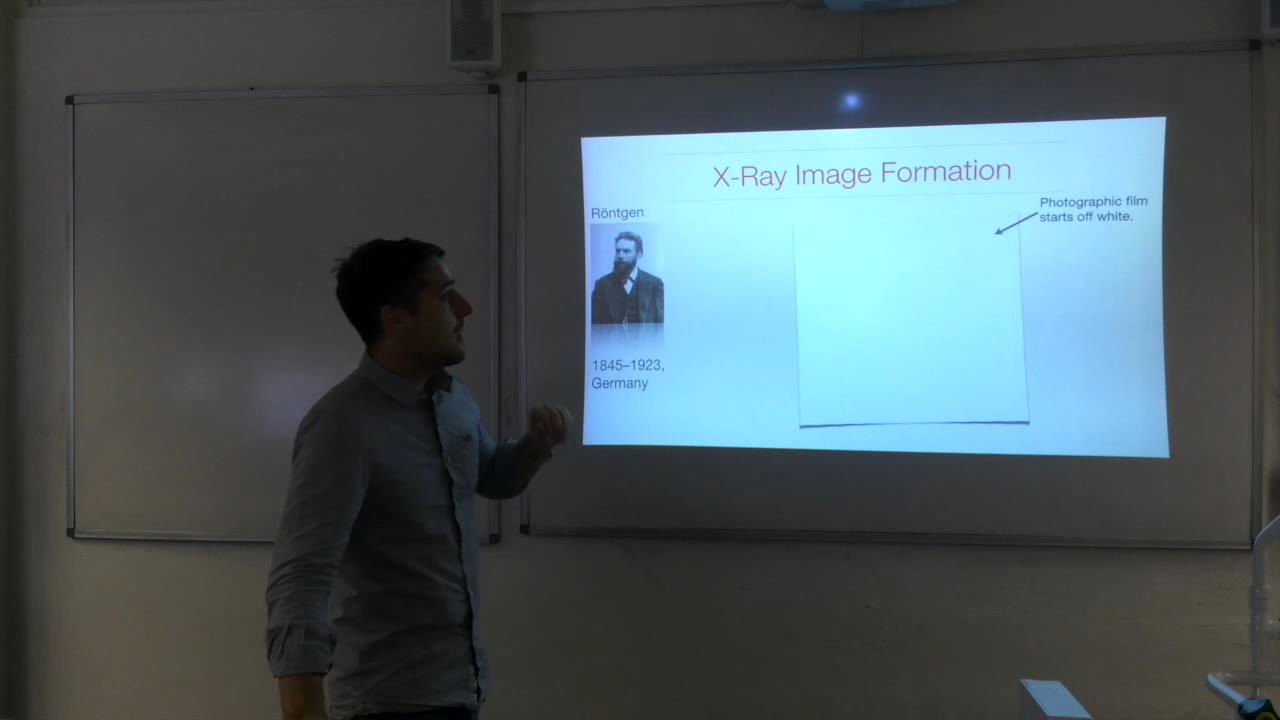 X-Ray Image Formation
Röntgen
1845–1923,
Germany
Photographic film
starts off white.